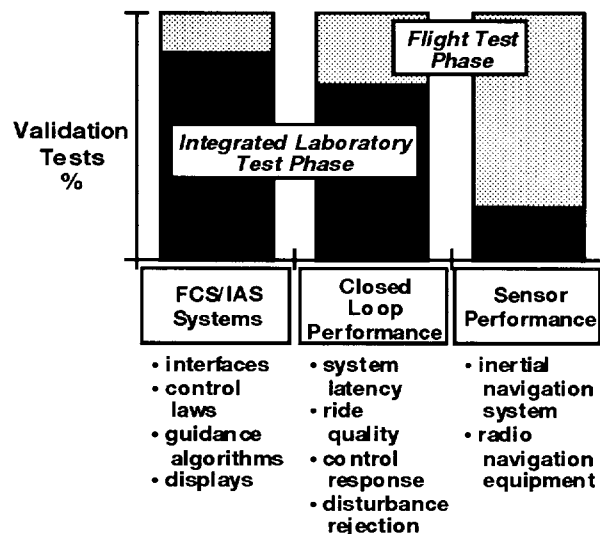 Flight Test
Phase
Validation
Tests
%
Integrated Laboratory
Test Phase
FCS/IAS
Systems
Closed
Loop
Performance
Sensor
Performance
• interfaces
• control
laws
• guidance
algorithms
• displays
• system
latency
• ride
quality
• control
response
• disturbance
rejection
• inertial
navigation
system
• radio
navigation
equipment